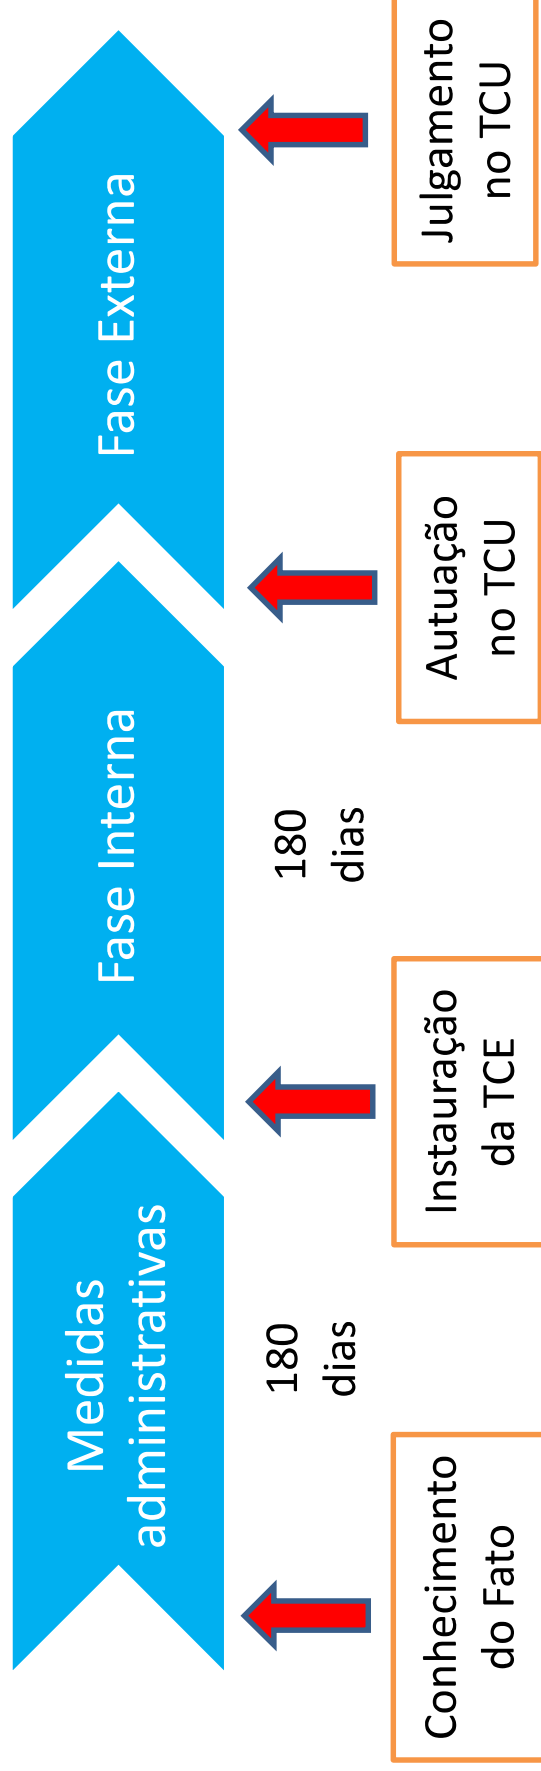 Medidas
administrativas
Fase Interna
Fase Externa
180
dias
180
dias
Conhecimento
do Fato
Instauração
da TCE
Autuação
no TCU
Julgamento
no TCU